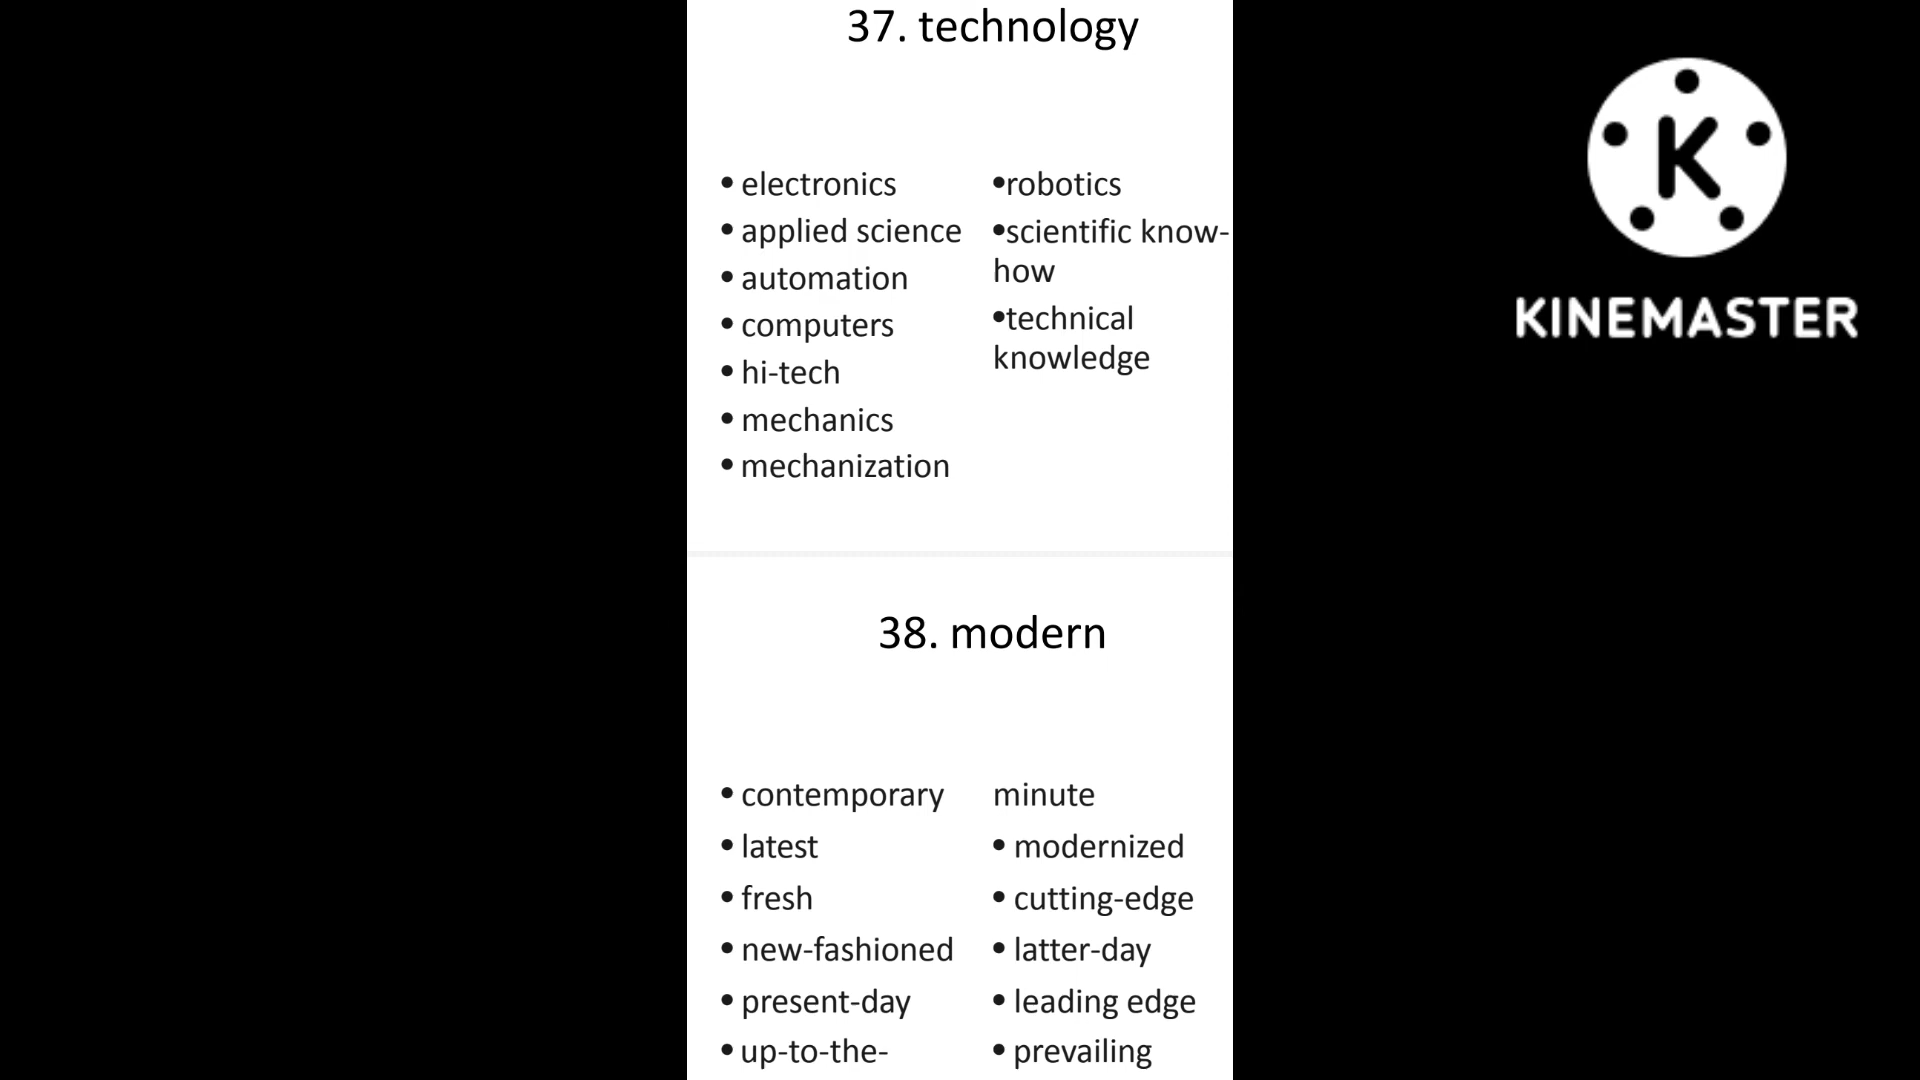 37. technology
• electronics
• applied science
• automation
• computers
• hi-tech
• mechanics
• mechanization
•robotics
•scientific know-
how
•technical
knowledge
38. modern
• contemporary
• latest
• fresh
• new-fashioned
• present-day
• up-to-the-
minute
• modernized
• cutting-edge
• latter-day
• leading edge
• prevailing
K
KINEMASTER